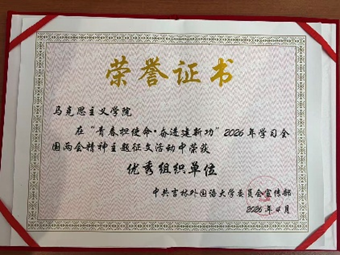 荣誉证书
马克思主义学院
在“青春担使命·奋进建新功”2026年学习全
国两会精神主题征文活动中荣获
优秀组织单位
中共吉林外国语大学委员会宣传部
2026年4月